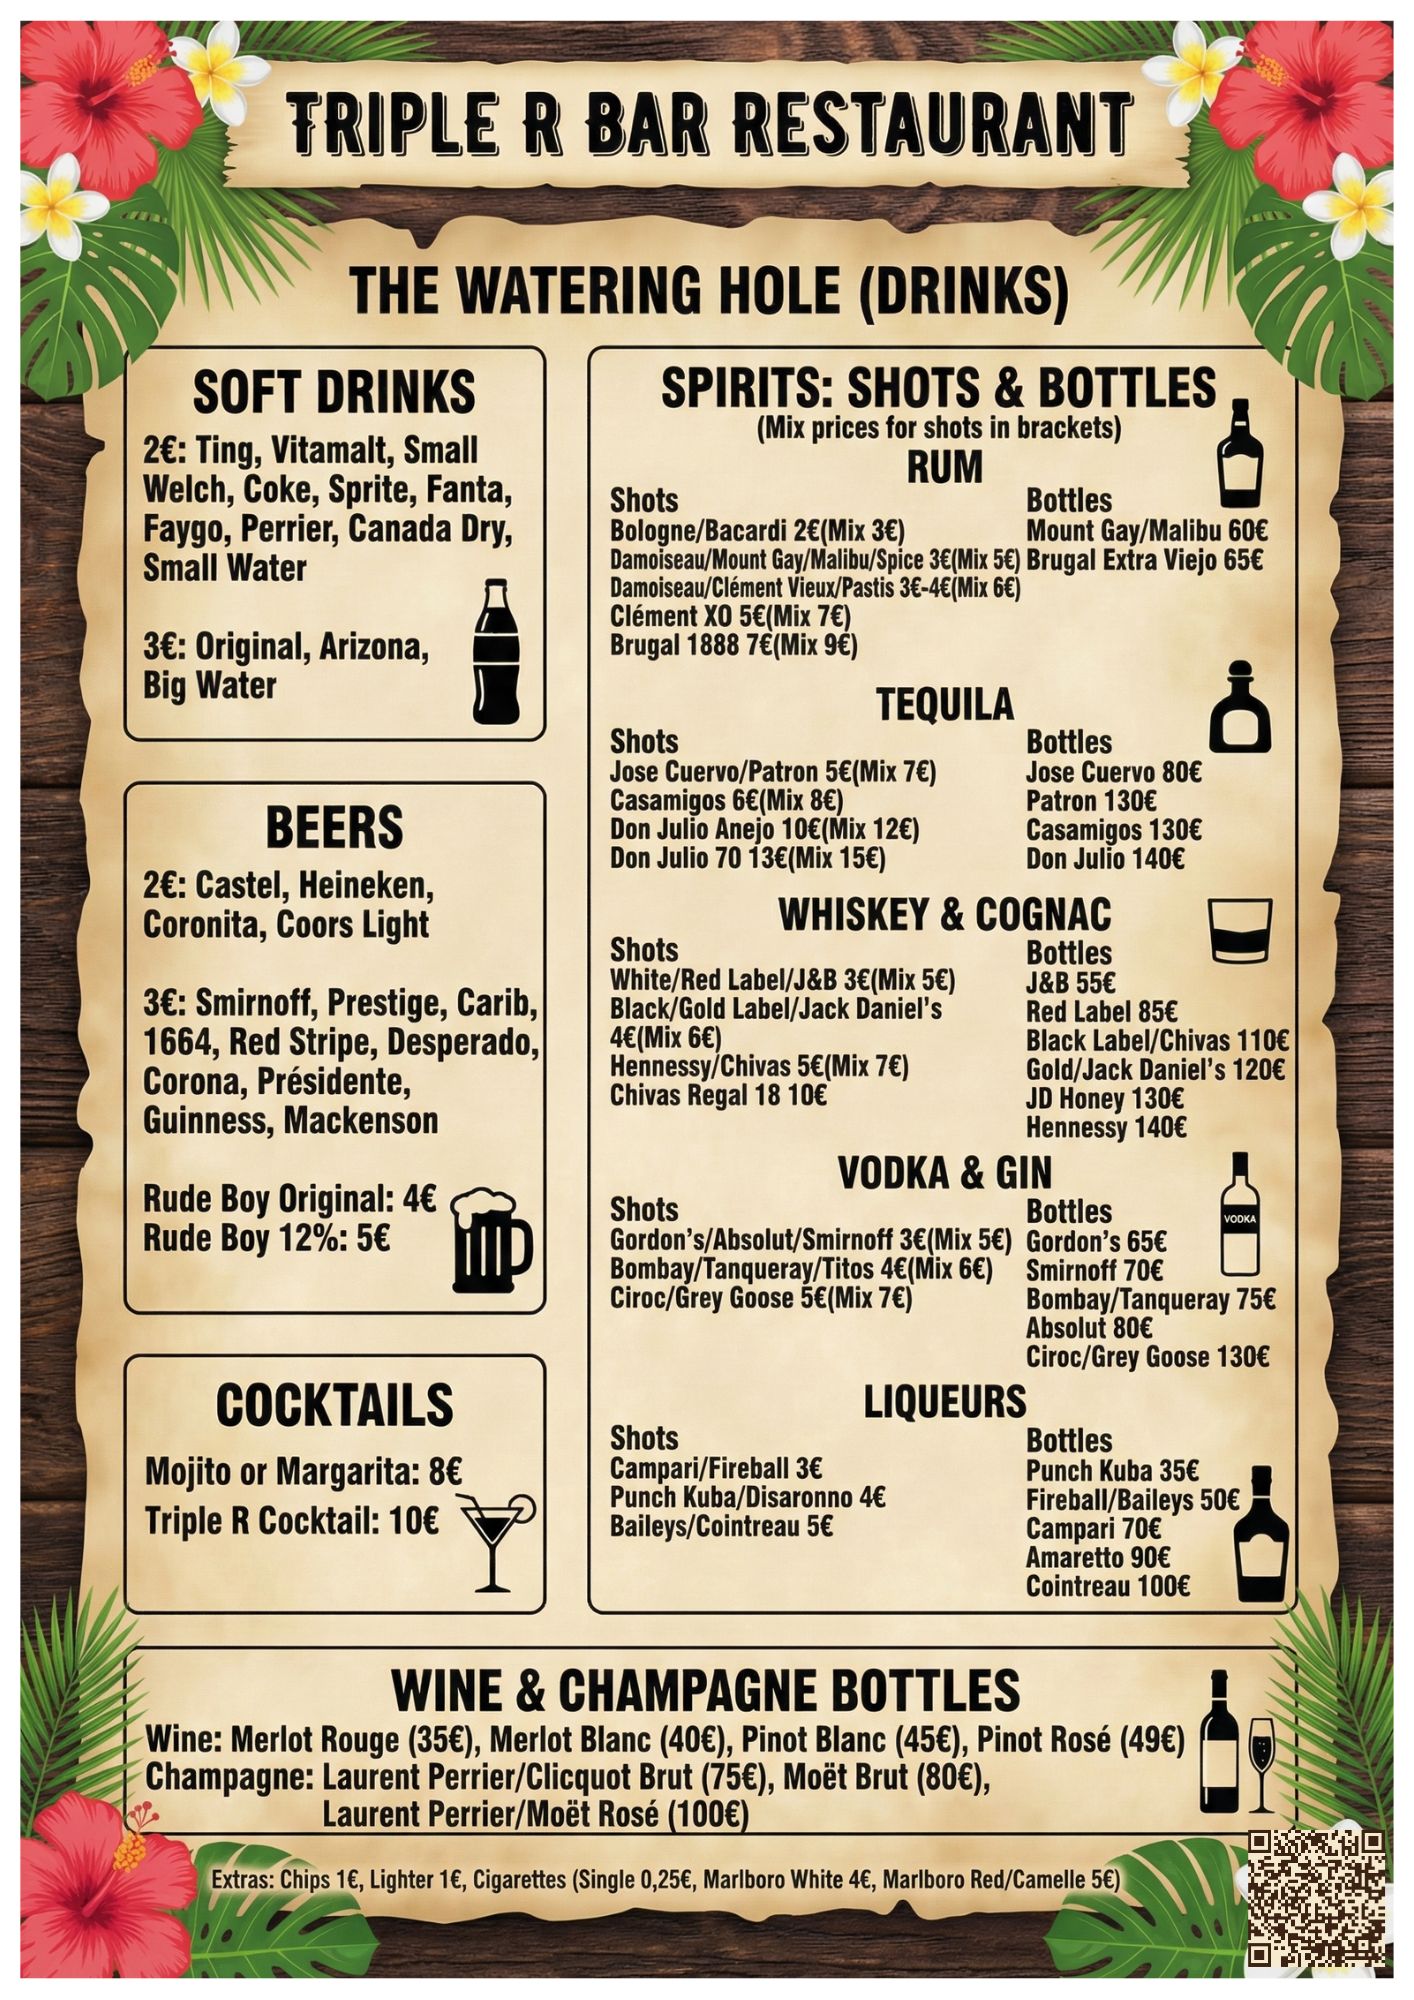 TRIPLE R BAR RESTAURANT
THE WATERING HOLE (DRINKS)
SOFT DRINKS
2€: Ting, Vitamalt, Small
Welch, Coke, Sprite, Fanta,
Faygo, Perrier, Canada Dry,
Small Water
3€: Original, Arizona,
Big Water
BEERS
2€: Castel, Heineken,
Coronita, Coors Light
3€: Smirnoff, Prestige, Carib,
1664, Red Stripe, Desperado,
Corona, Présidente,
Guinness, Mackenson
Rude Boy Original: 4€
Rude Boy 12%: 5€
COCKTAILS
Mojito or Margarita: 8€
Triple R Cocktail: 10€
SPIRITS: SHOTS & BOTTLES
(Mix prices for shots in brackets)
RUM
Shots
Bologne/Bacardi 2€(Mix 3€)
Damoiseau/Mount Gay/Malibu/Spice 3€(Mix 5€)
Damoiseau/Clément Vieux/Pastis 3€-4€(Mix 6€)
Clément XO 5€(Mix 7€)
Brugal 1888 7€(Mix 9€)
Bottles
Mount Gay/Malibu 60€
Brugal Extra Viejo 65€
TEQUILA
Shots
Jose Cuervo/Patron 5€(Mix 7€)
Casamigos 6€(Mix 8€)
Don Julio Anejo 10€(Mix 12€)
Don Julio 70 13€(Mix 15€)
Bottles
Jose Cuervo 80€
Patron 130€
Casamigos 130€
Don Julio 140€
WHISKEY & COGNAC
Shots
White/Red Label/J&B 3€(Mix 5€)
Black/Gold Label/Jack Daniel's
4€(Mix 6€)
Hennessy/Chivas 5€(Mix 7€)
Chivas Regal 18 10€
Bottles
J&B 55€
Red Label 85€
Black Label/Chivas 110€
Gold/Jack Daniel's 120€
JD Honey 130€
Hennessy 140€
VODKA & GIN
Shots
Gordon's/Absolut/Smirnoff 3€(Mix 5€)
Bombay/Tanqueray/Titos 4€(Mix 6€)
Ciroc/Grey Goose 5€(Mix 7€)
Bottles
Gordon's 65€
Smirnoff 70€
Bombay/Tanqueray 75€
Absolut 80€
Ciroc/Grey Goose 130€
VODKA
LIQUEURS
Shots
Campari/Fireball 3€
Punch Kuba/Disaronno 4€
Baileys/Cointreau 5€
Bottles
Punch Kuba 35€
Fireball/Baileys 50€
Campari 70€
Amaretto 90€
Cointreau 100€
WINE & CHAMPAGNE BOTTLES
Wine: Merlot Rouge (35€), Merlot Blanc (40€), Pinot Blanc (45€), Pinot Rosé (49€)
Champagne: Laurent Perrier/Clicquot Brut (75€), Moët Brut (80€),
Laurent Perrier/Moët Rosé (100€)
Extras: Chips 1€, Lighter 1€, Cigarettes (Single 0,25€, Marlboro White 4€, Marlboro Red/Camelle 5€)